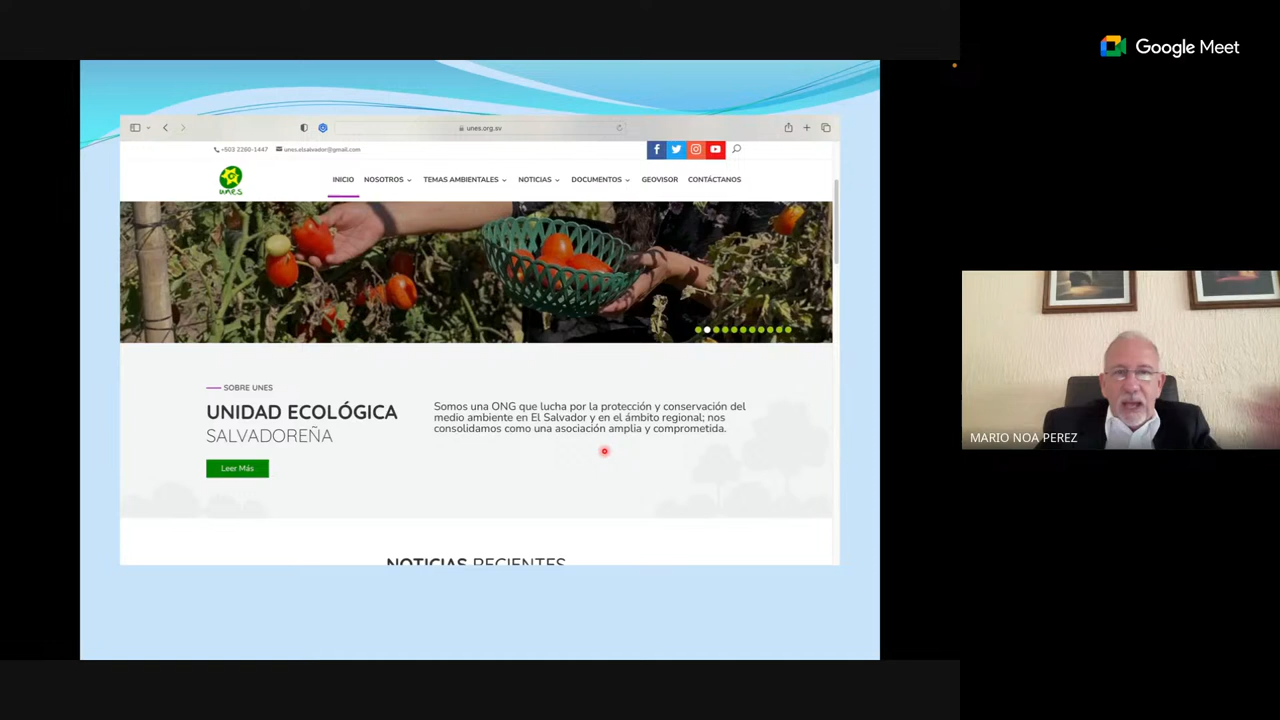 Google Meet
unes.org.sv
+503 2260-1447
unes.elsalvador@gmail.com
unes
INICIO
NOSOTROS
TEMAS AMBIENTALES
NOTICIAS
DOCUMENTOS
GEOVISOR
CONTÁCTANOS
SOBRE UNES
UNIDAD ECOLÓGICA
SALVADOREÑA
Leer Más
Somos una ONG que lucha por la protección y conservación del
medio ambiente en El Salvador y en el ámbito regional; nos
consolidamos como una asociación amplia y comprometida.
NOTICIAS RECIENTES
MARIO NOA PEREZ